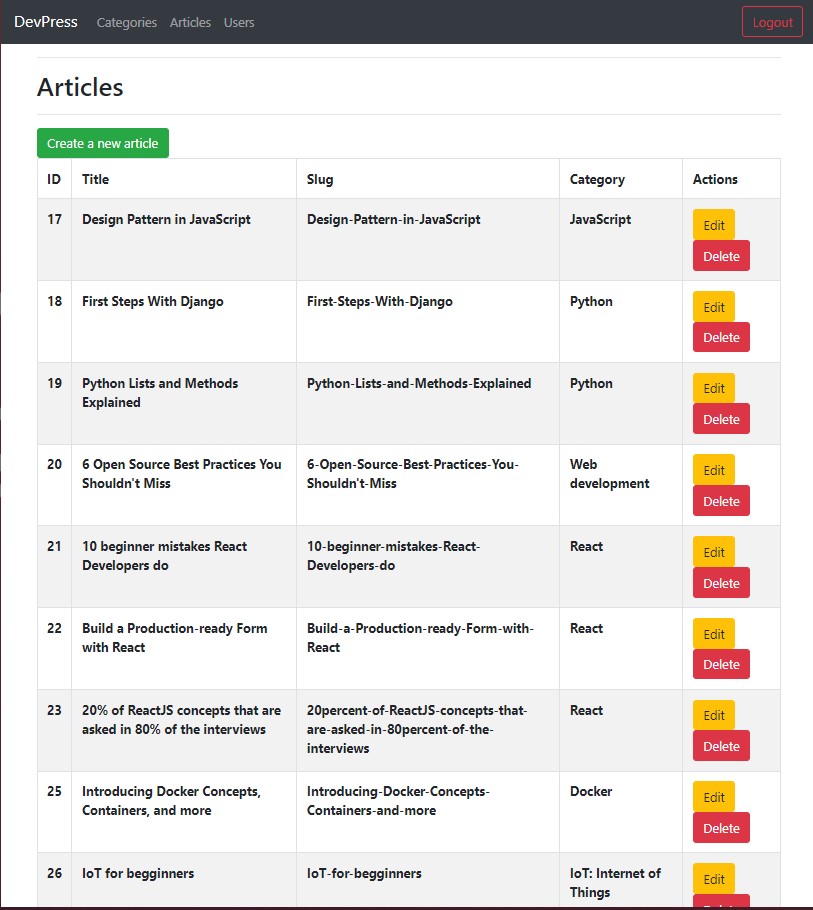 DevPress Categories Articles Users Logout
Articles
Create a new article
ID Title Slug Category Actions
17 Design Pattern in JavaScript Design-Pattern-in-JavaScript JavaScript Edit
Delete
18 First Steps With Django First-Steps-With-Django Python Edit
Delete
19 Python Lists and Methods Python-Lists-and-Methods-Explained Python Edit
Explained Delete
20 6 Open Source Best Practices You 6-Open-Source-Best-Practices-You- Web Edit
Shouldn't Miss Shouldn't-Miss development Delete
21 10 beginner mistakes React 10-beginner-mistakes-React- React Edit
Developers do Developers-do Delete
22 Build a Production-ready Form Build-a-Production-ready-Form-with- React Edit
with React React Delete
23 20% of ReactJS concepts that are 20percent-of-ReactJS-concepts-that- React Edit
asked in 80% of the interviews are-asked-in-80percent-of-the- Delete
interviews
25 Introducing Docker Concepts, Introducing-Docker-Concepts- Docker Edit
Containers, and more Containers-and-more Delete
26 IoT for begginners IoT-for-begginners IoT: Internet of Edit
Things